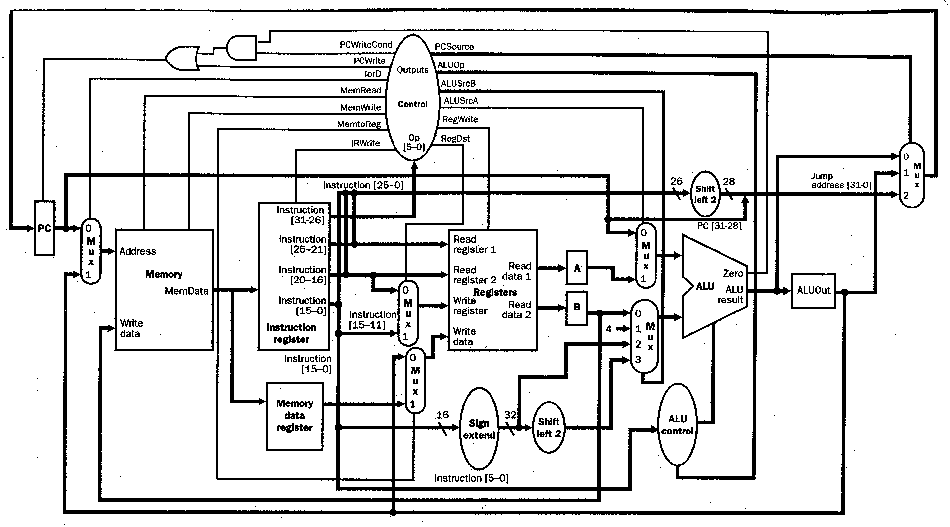 PCWriteCond
PCSource
PCWrite
ALUOp
IorD
Outputs
ALUSrcB
MemRead
Control
ALUSrcA
MemWrite
RegWrite
MemtoReg
Op
[5–0]
RegDst
IRWrite
Instruction [25–0]
26
Shift
left 2
28
Jump
address [31-0]
0
1
2
M
u
x
PC [31-28]
PC
0
M
u
x
1
Address
Memory
MemData
Write
data
Instruction
[31-26]
Instruction
[25–21]
Instruction
[20–16]
Instruction
[15–0]
Instruction
register
Instruction
[15–0]
Instruction
[15–11]
0
M
u
x
1
0
M
u
x
1
Read
register 1
Read
register 2
Registers
Write
register
Write
data
Read
data 1
Read
data 2
A
B
4
0
M
u
x
1
0
1
2
3
M
u
x
ALU
Zero
ALU
result
ALUOut
Memory
data
register
16
Sign
extend
32
Shift
left 2
ALU
control
Instruction [5–0]